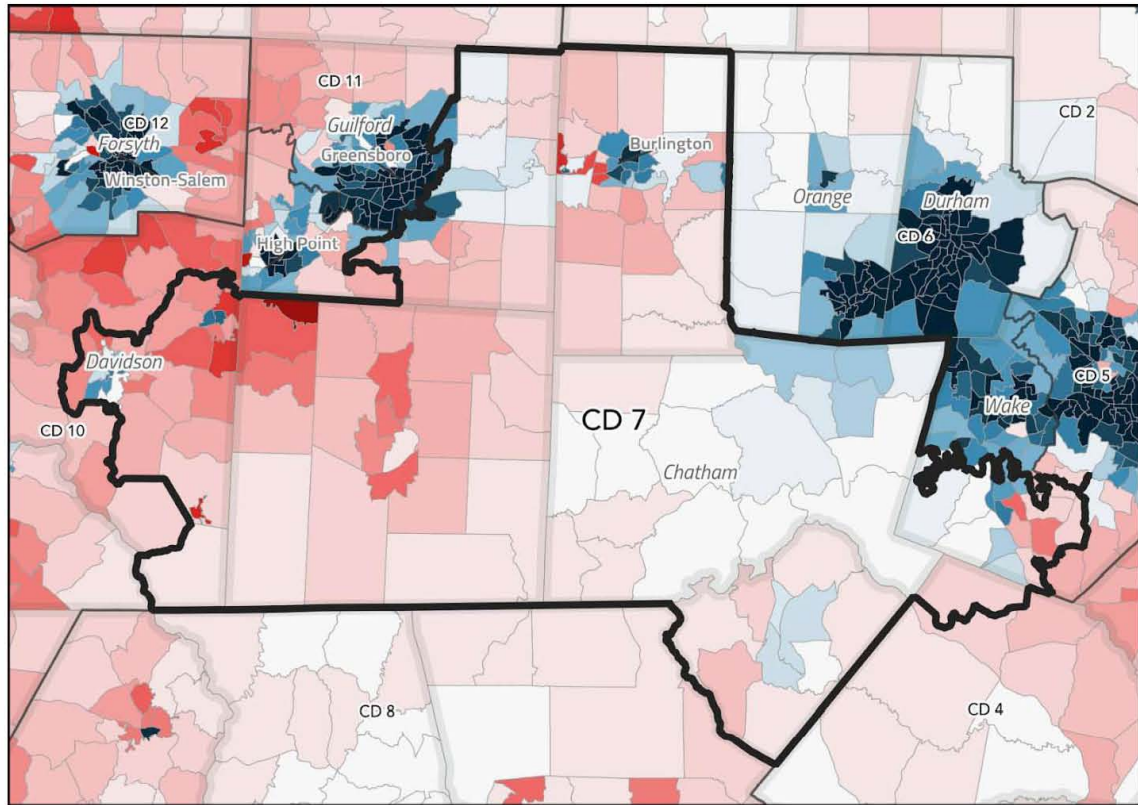 CD 11
CD 12
Forsyth
Guilford
Greensboro
Winston-Salem
High Point
Burlington
CD 2
Orange
Durham
CD 6
Davidson
CD 10
CD 7
Chatham
CD 5
Wake
CD 8
CD 4